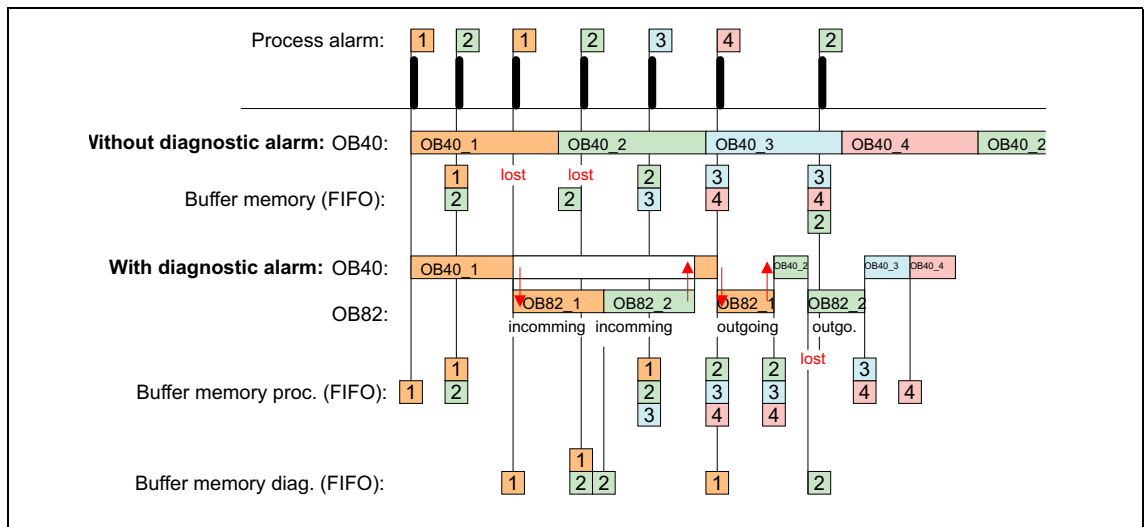 Process alarm: 1 2 1 2 3 4 2
Without diagnostic alarm: OB40: OB40_1 OB40_2 OB40_3 OB40_4 OB40_2
1 lost lost 2 3 3
Buffer memory (FIFO): 2 2 3 4 4
2
With diagnostic alarm: OB40: OB40_1 OB40_2 OB40_3 OB40_4
OB82: OB82_1 OB82_2 OB82_1 OB82_2
incomming incomming outgoing outgo.
lost
1 1 2 2 3
Buffer memory proc. (FIFO): 1 2 2 3 3 4 4
3 4 4
1
Buffer memory diag. (FIFO): 1 2 2 1 2